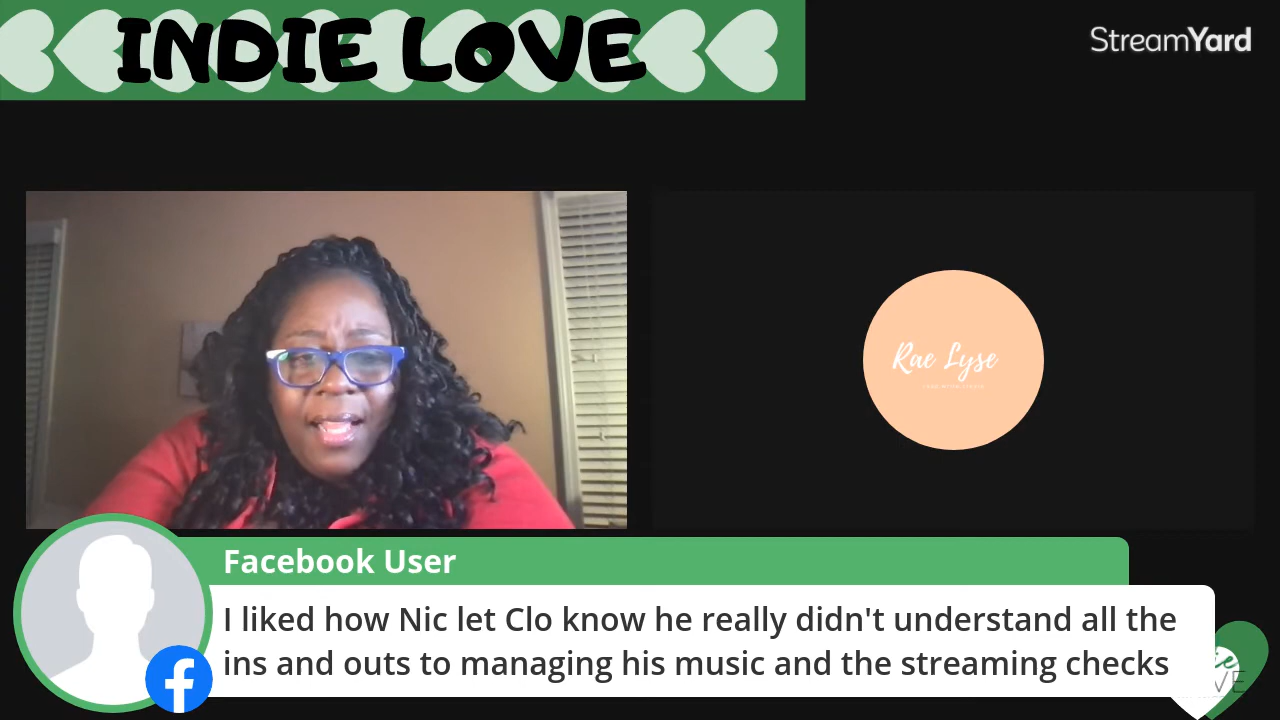 INDIE LOVE
StreamYard
Rae Lyse
Facebook User
I liked how Nic let Clo know he really didn't understand all the
ins and outs to managing his music and the streaming checks